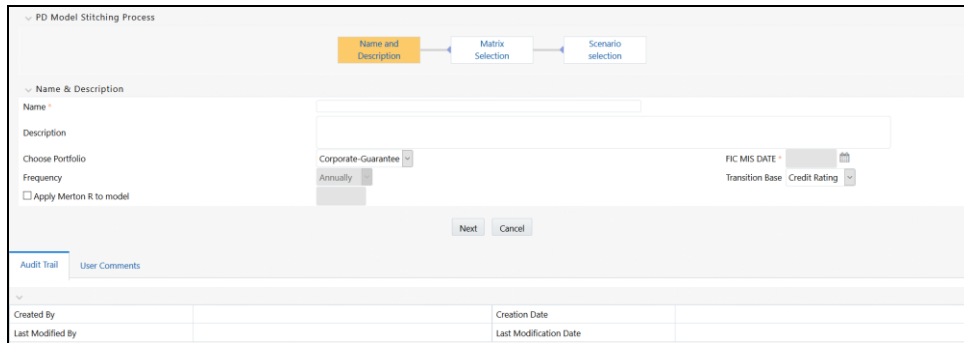 PD Model Stitching Process
Name and
Description
Matrix
Selection
Scenario
selection
Name & Description
Name *
Description
Choose Portfolio Corporate-Guarantee FIC MIS DATE *
Frequency Annually Transition Base Credit Rating
Apply Merton R to model
Next Cancel
Audit Trail User Comments
Created By Creation Date
Last Modified By Last Modification Date